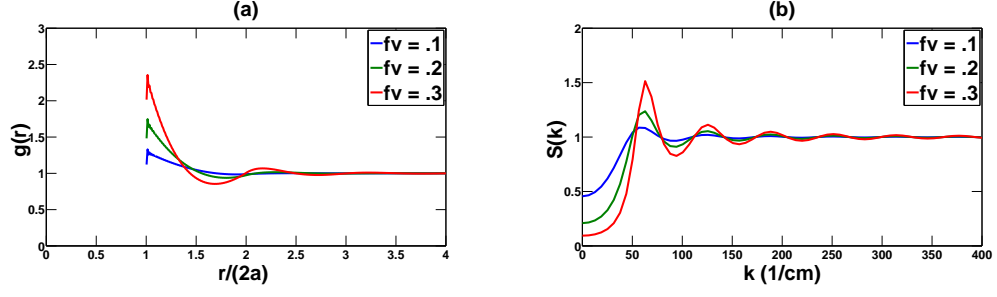 (a)
3
2.5
2
1.5
1
0.5
0
g(r)
fv = .1
fv = .2
fv = .3
0 0.5 1 1.5 2 2.5 3 3.5 4
r/(2a)
(b)
2
1.5
1
0.5
0
S(k)
fv = .1
fv = .2
fv = .3
0 50 100 150 200 250 300 350 400
k (1/cm)